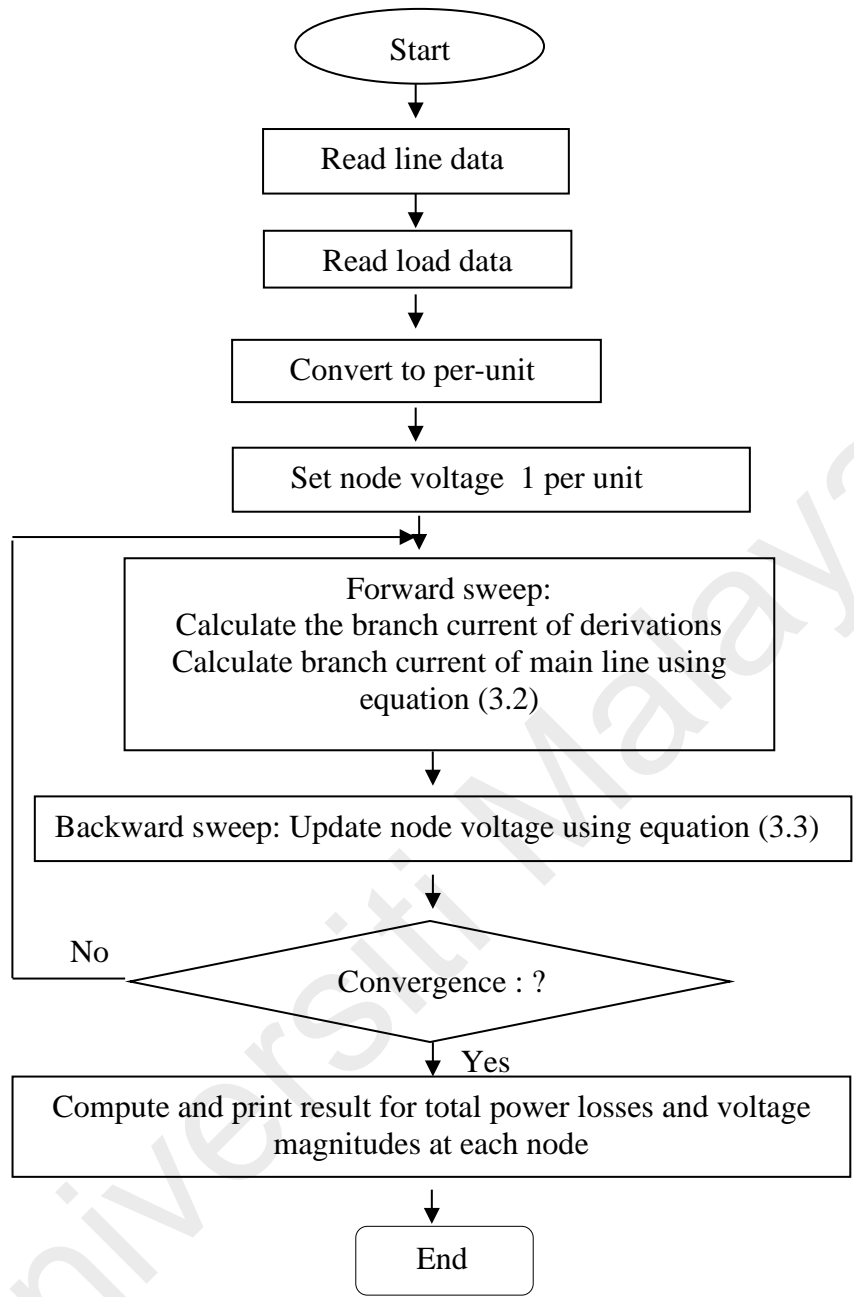 Start
Read line data
Read load data
Convert to per-unit
Set node voltage 1 per unit
Forward sweep:
Calculate the branch current of derivations
Calculate branch current of main line using
equation (3.2)
Backward sweep: Update node voltage using equation (3.3)
No
Convergence : ?
Yes
Compute and print result for total power losses and voltage
magnitudes at each node
End
niversiti Malaya